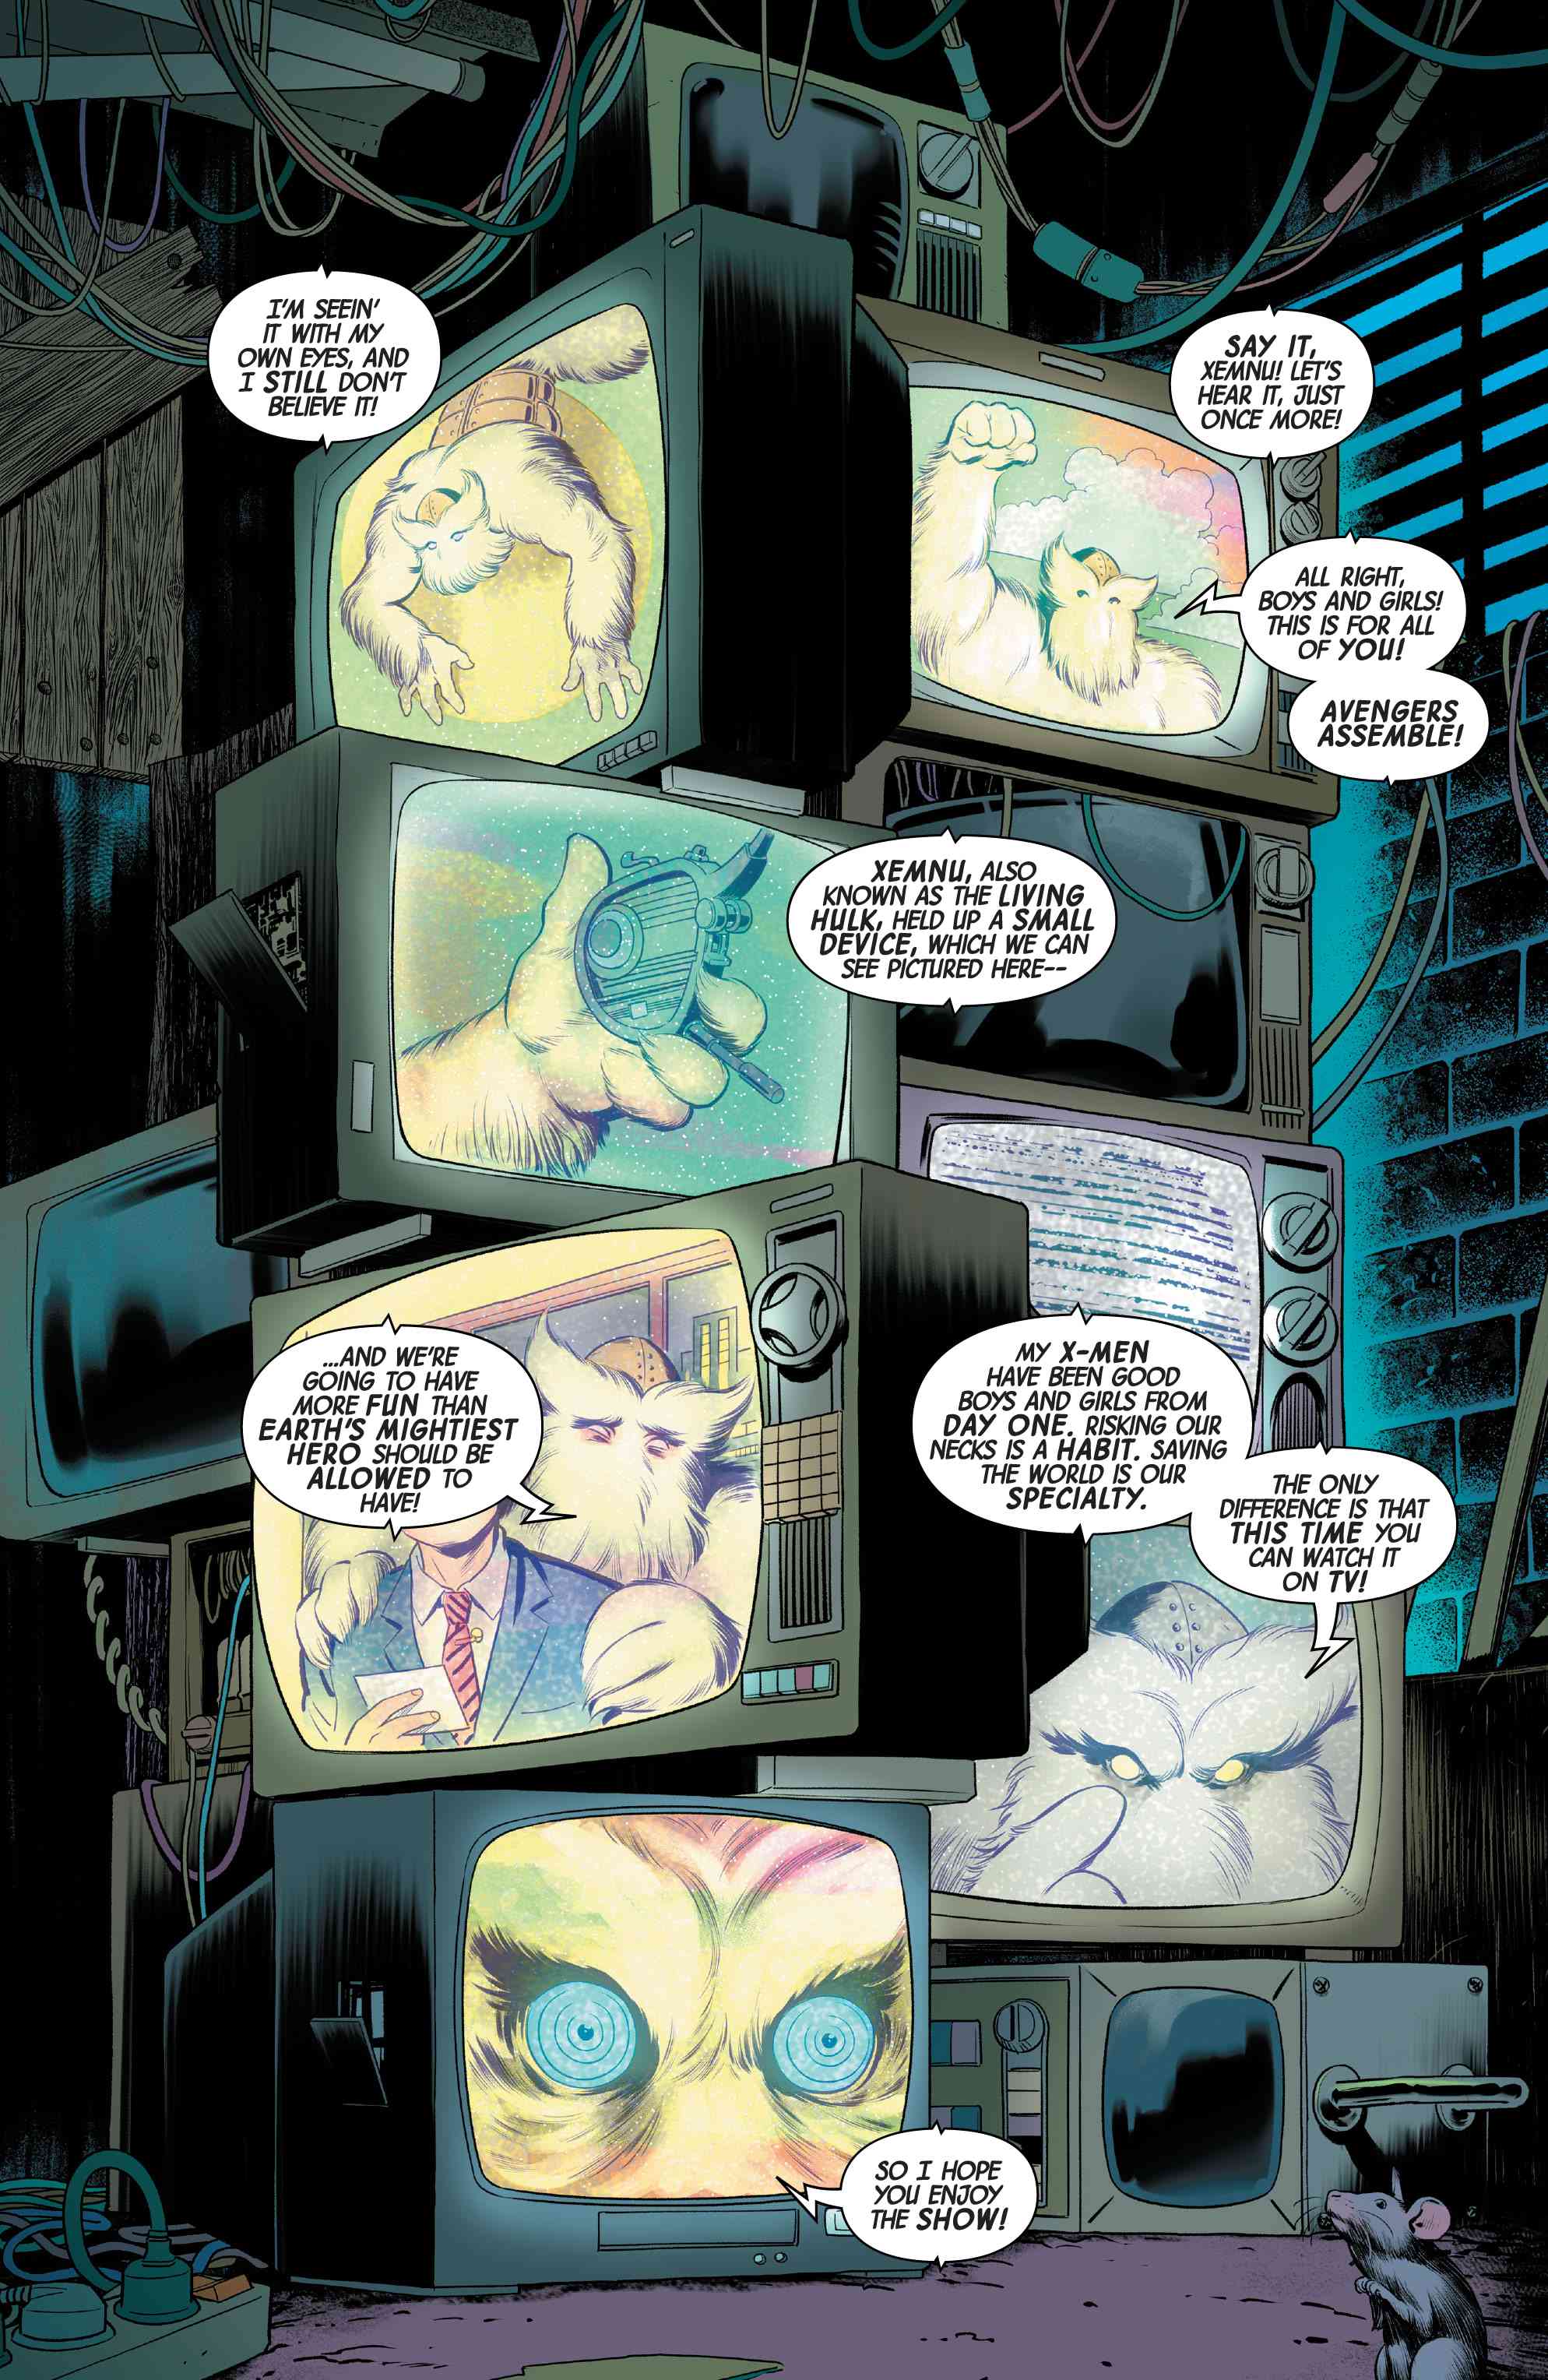 I'M SEEIN'
IT WITH MY
OWN EYES, AND
I STILL DON'T
BELIEVE IT!
SAY IT,
XEMNU! LET'S
HEAR IT, JUST
ONCE MORE!
ALL RIGHT,
BOYS AND GIRLS!
THIS IS FOR ALL
OF YOU!
AVENGERS
ASSEMBLE!
XEMNU, ALSO
KNOWN AS THE LIVING
HULK, HELD UP A SMALL
DEVICE, WHICH WE CAN
SEE PICTURED HERE--
...AND WE'RE
GOING TO HAVE
MORE FUN THAN
EARTH'S MIGHTIEST
HERO SHOULD BE
ALLOWED TO
HAVE!
MY X-MEN
HAVE BEEN GOOD
BOYS AND GIRLS FROM
DAY ONE. RISKING OUR
NECKS IS A HABIT. SAVING
THE WORLD IS OUR
SPECIALTY.
THE ONLY
DIFFERENCE IS THAT
THIS TIME YOU
CAN WATCH IT
ON TV!
SO I HOPE
YOU ENJOY
THE SHOW!